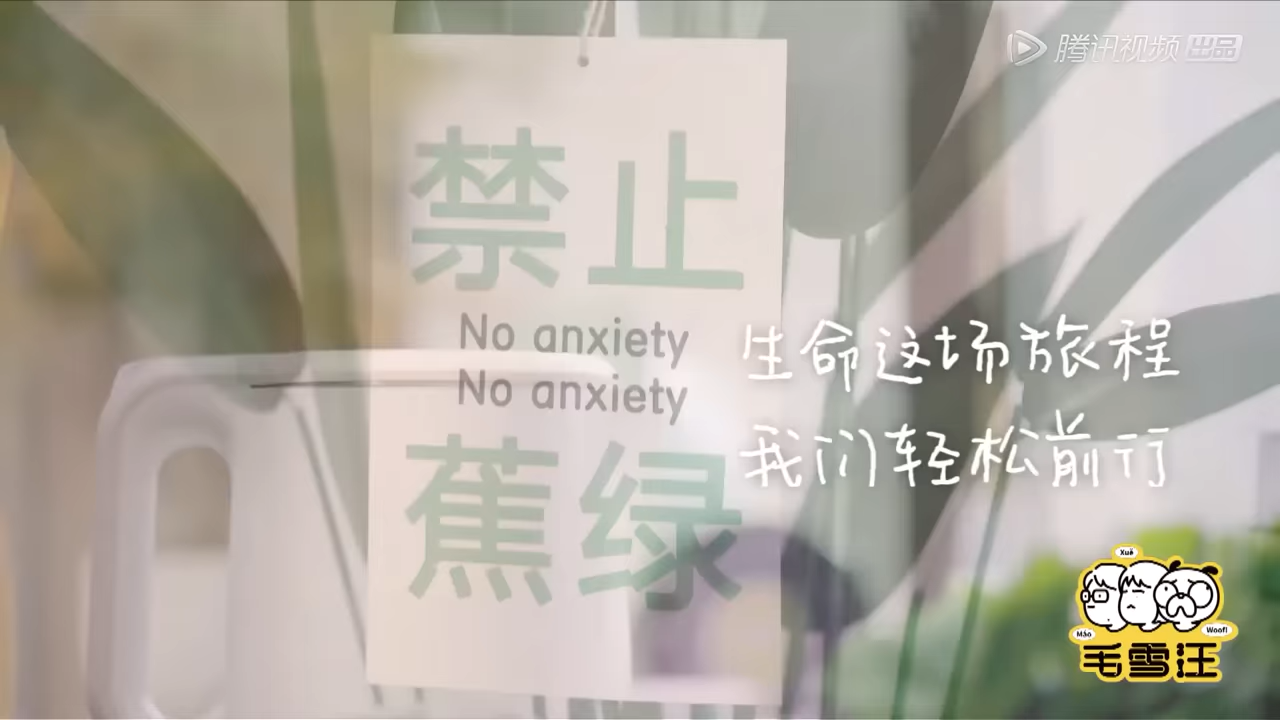 腾讯视频 出品
禁止
No anxiety
No anxiety
蕉绿
生命这场旅程
我们轻松前行
Xuě
Máo
Woof!
毛雪汪